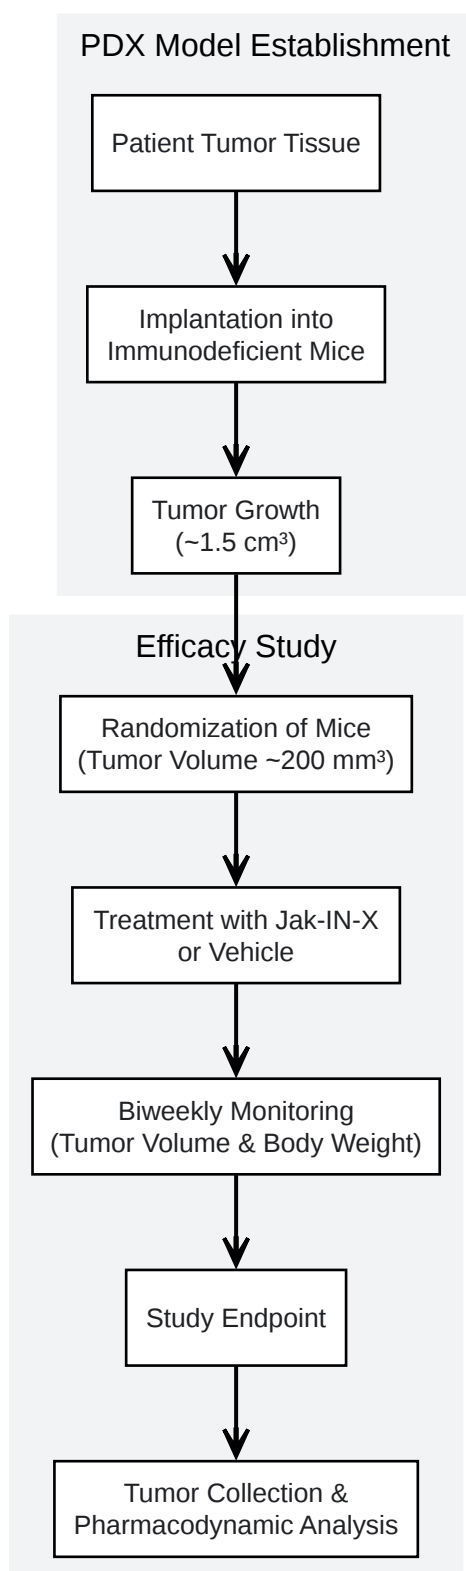 PDX Model Establishment
Patient Tumor Tissue
Implantation into
Immunodeficient Mice
Tumor Growth
(~1.5 cm³)
Efficacy Study
Randomization of Mice
(Tumor Volume ~200 mm³)
Treatment with Jak-IN-X
or Vehicle
Biweekly Monitoring
(Tumor Volume & Body Weight)
Study Endpoint
Tumor Collection &
Pharmacodynamic Analysis